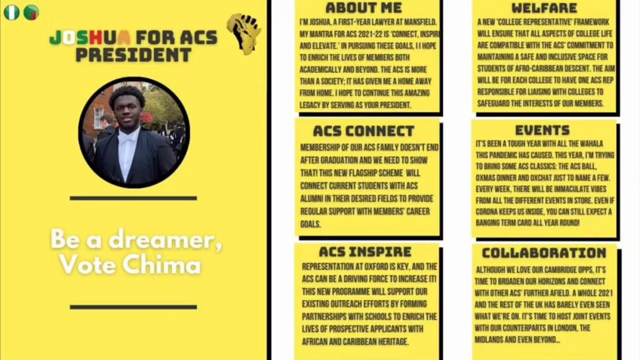 JOSHUA FOR ACS
PRESIDENT
Be a dreamer,
Vote Chima
ABOUT ME
I'M JOSHUA, A FIRST-YEAR LAWYER AT MANSFIELD.
MY MANTRA FOR ACS 2021-22 IS 'CONNECT, INSPIRE
AND ELEVATE.' IN PURSUING THESE GOALS, I I HOPE
TO ENRICH THE LIVES OF MEMBERS BOTH
ACADEMICALLY AND BEYOND. THE ACS IS MORE
THAN A SOCIETY; IT HAS GIVEN ME A HOME AWAY
FROM HOME. I HOPE TO CONTINUE THIS AMAZING
LEGACY BY SERVING AS YOUR PRESIDENT.
ACS CONNECT
MEMBERSHIP OF OUR ACS FAMILY DOESN'T END
AFTER GRADUATION AND WE NEED TO SHOW
THAT! THIS NEW FLAGSHIP SCHEME WILL
CONNECT CURRENT STUDENTS WITH ACS
ALUMNI IN THEIR DESIRED FIELDS TO PROVIDE
REGULAR SUPPORT WITH MEMBERS' CAREER
GOALS.
ACS INSPIRE
REPRESENTATION AT OXFORD IS KEY, AND THE
ACS CAN BE A DRIVING FORCE TO INCREASE IT!
THIS NEW PROGRAMME WILL SUPPORT OUR
EXISTING OUTREACH EFFORTS BY FORMING
PARTNERSHIPS WITH SCHOOLS TO ENRICH THE
LIVES OF PROSPECTIVE APPLICANTS WITH
AFRICAN AND CARIBBEAN HERITAGE.
WELFARE
A NEW 'COLLEGE REPRESENTATIVE' FRAMEWORK
WILL ENSURE THAT ALL ASPECTS OF COLLEGE LIFE
ARE COMPATIBLE WITH THE ACS' COMMITMENT TO
MAINTAINING A SAFE AND INCLUSIVE SPACE FOR
STUDENTS OF AFRO-CARIBBEAN DESCENT. THE AIM
WILL BE FOR EACH COLLEGE TO HAVE ONE ACS REP
RESPONSIBLE FOR LIAISING WITH COLLEGES TO
SAFEGUARD THE INTERESTS OF OUR MEMBERS.
EVENTS
IT'S BEEN A TOUGH YEAR WITH ALL THE WAHALA
THIS PANDEMIC HAS CAUSED. THIS YEAR, I'M TRYING
TO BRING SOME ACS CLASSICS: THE ACS BALL,
OXMAS DINNER AND OXCHAT JUST TO NAME A FEW.
EVERY WEEK, THERE WILL BE IMMACULATE VIBES
FROM ALL THE DIFFERENT EVENTS IN STORE. EVEN IF
CORONA KEEPS US INSIDE, YOU CAN STILL EXPECT A
BANGING TERM CARD ALL YEAR ROUND!
COLLABORATION
ALTHOUGH WE LOVE OUR CAMBRIDGE OPPS, IT'S
TIME TO BROADEN OUR HORIZONS AND CONNECT
WITH OTHER ACS' FURTHER AFIELD. A WHOLE 2021
AND THE REST OF THE UK HAS BARELY EVEN SEEN
WHAT WE'RE ON. IT'S TIME TO HOST JOINT EVENTS
WITH OUR COUNTERPARTS IN LONDON, THE
MIDLANDS AND EVEN BEYOND...